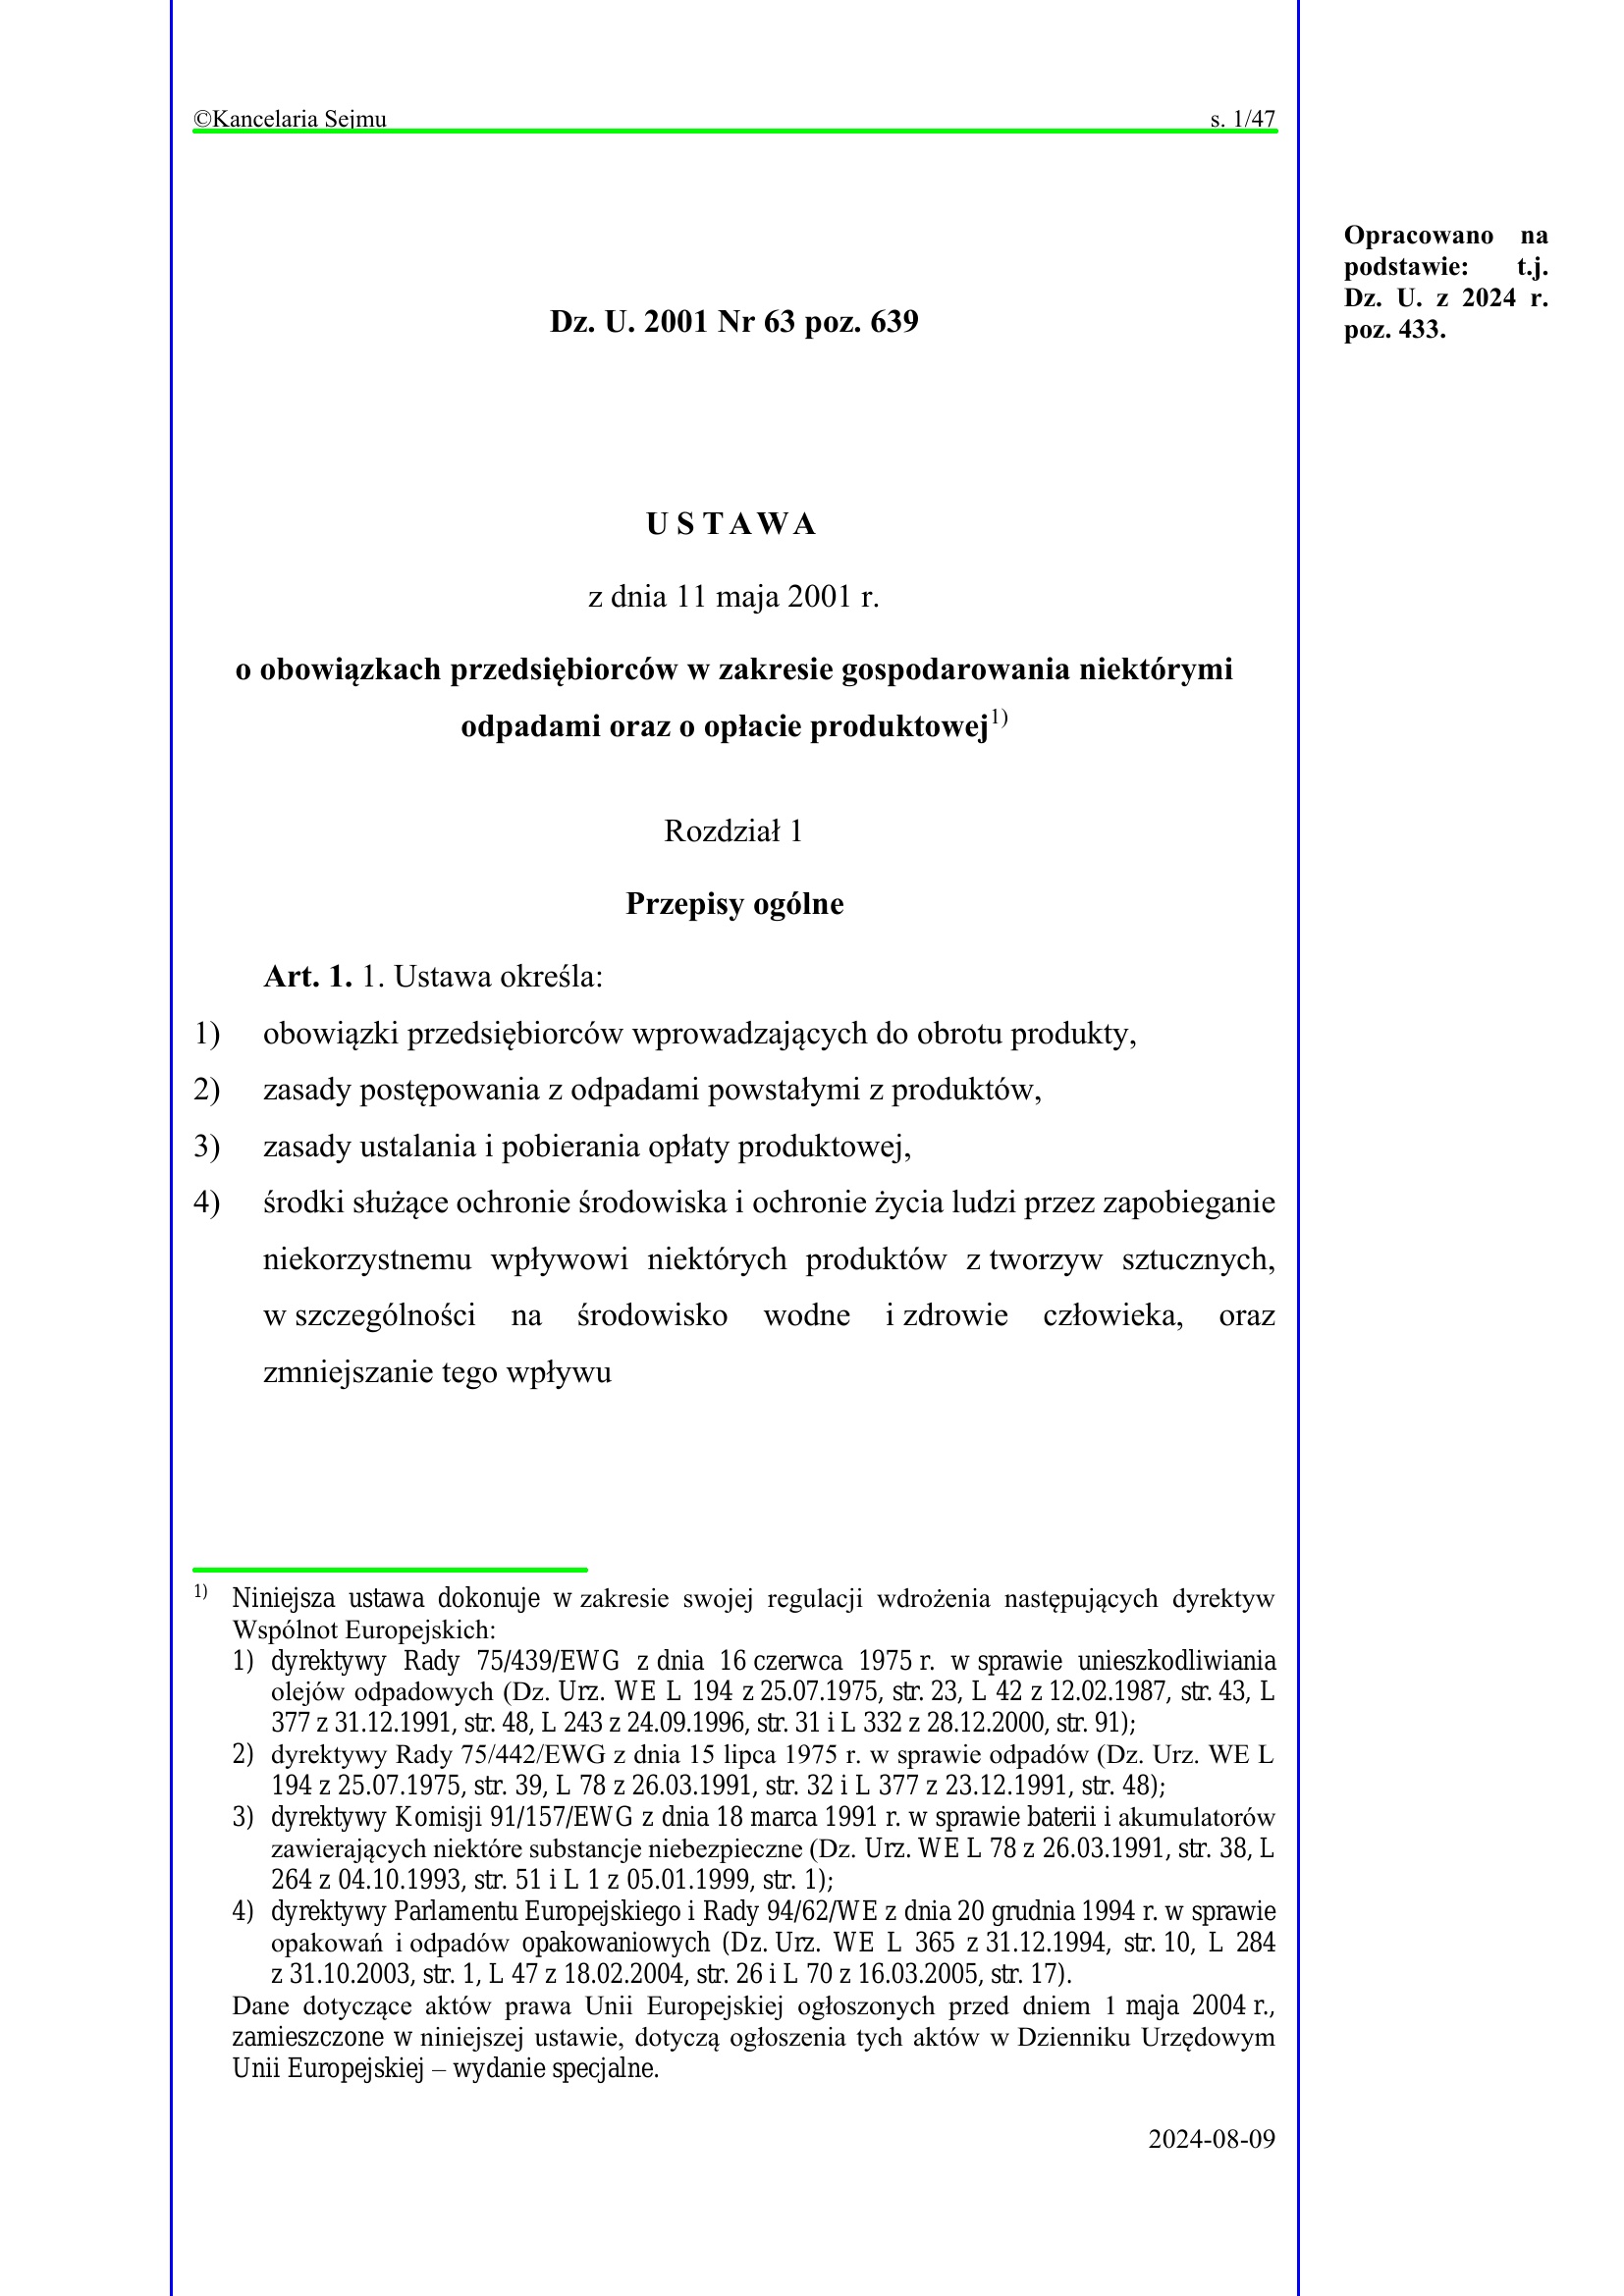 ©Kancelaria Sejmu s. 1/47
Opracowano na
podstawie: t.j.
Dz. U. z 2024 r.
poz. 433.
Dz. U. 2001 Nr 63 poz. 639
USTAWA
z dnia 11 maja 2001 r.
o obowiązkach przedsiębiorców w zakresie gospodarowania niektórymi
odpadami oraz o opłacie produktowej1)
Rozdział 1
Przepisy ogólne
Art. 1. 1. Ustawa określa:
1) obowiązki przedsiębiorców wprowadzających do obrotu produkty,
2) zasady postępowania z odpadami powstałymi z produktów,
3) zasady ustalania i pobierania opłaty produktowej,
4) środki służące ochronie środowiska i ochronie życia ludzi przez zapobieganie
niekorzystnemu wpływowi niektórych produktów z tworzyw sztucznych,
w szczególności na środowisko wodne i zdrowie człowieka, oraz
zmniejszanie tego wpływu
1) Niniejsza ustawa dokonuje w zakresie swojej regulacji wdrożenia następujących dyrektyw
Wspólnot Europejskich:
1) dyrektywy Rady 75/439/EWG z dnia 16 czerwca 1975 r. w sprawie unieszkodliwiania
olejów odpadowych (Dz. Urz. WE L 194 z 25.07.1975, str. 23, L 42 z 12.02.1987, str. 43, L
377 z 31.12.1991, str. 48, L 243 z 24.09.1996, str. 31 i L 332 z 28.12.2000, str. 91);
2) dyrektywy Rady 75/442/EWG z dnia 15 lipca 1975 r. w sprawie odpadów (Dz. Urz. WE L
194 z 25.07.1975, str. 39, L 78 z 26.03.1991, str. 32 i L 377 z 23.12.1991, str. 48);
3) dyrektywy Komisji 91/157/EWG z dnia 18 marca 1991 r. w sprawie baterii i akumulatorów
zawierających niektóre substancje niebezpieczne (Dz. Urz. WE L 78 z 26.03.1991, str. 38, L
264 z 04.10.1993, str. 51 i L 1 z 05.01.1999, str. 1);
4) dyrektywy Parlamentu Europejskiego i Rady 94/62/WE z dnia 20 grudnia 1994 r. w sprawie
opakowań i odpadów opakowaniowych (Dz. Urz. WE L 365 z 31.12.1994, str. 10, L 284
z 31.10.2003, str. 1, L 47 z 18.02.2004, str. 26 i L 70 z 16.03.2005, str. 17).
Dane dotyczące aktów prawa Unii Europejskiej ogłoszonych przed dniem 1 maja 2004 r.,
zamieszczone w niniejszej ustawie, dotyczą ogłoszenia tych aktów w Dzienniku Urzędowym
Unii Europejskiej – wydanie specjalne.
2024-08-09